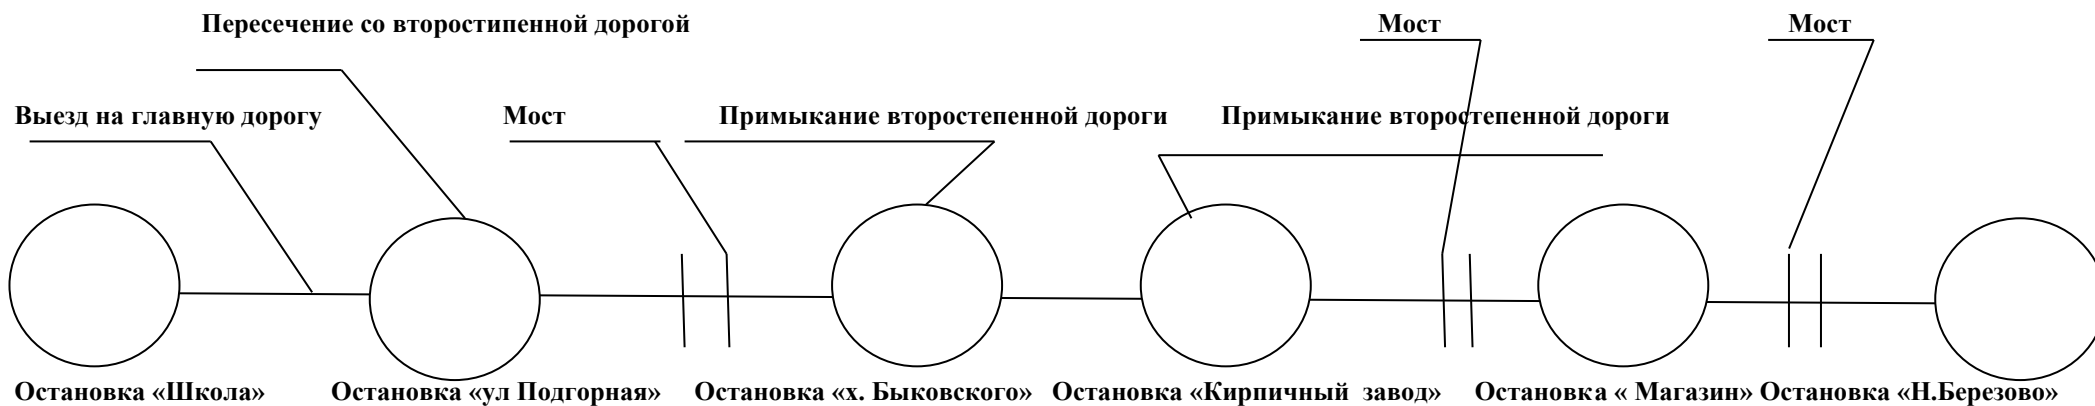 Пересечение со второстипенной дорогой
Мост
Мост
Выезд на главную дорогу
Мост
Примыкание второстепенной дороги
Примыкание второстепенной дороги
Остановка «Школа»
Остановка «ул Подгорная»
Остановка «х. Быковского»
Остановка «Кирпичный завод»
Остановка « Магазин»
Остановка «Н.Березово»